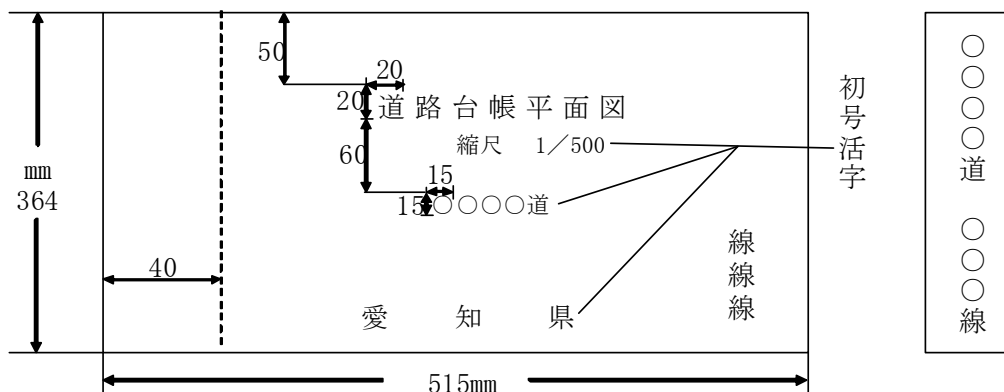 50
20
20
道路台帳平面図
縮尺 1/500
60
15
15
○○○○道
mm
364
40
線
線
線
愛知県
515mm
初号活字
○○○○道 ○○○線